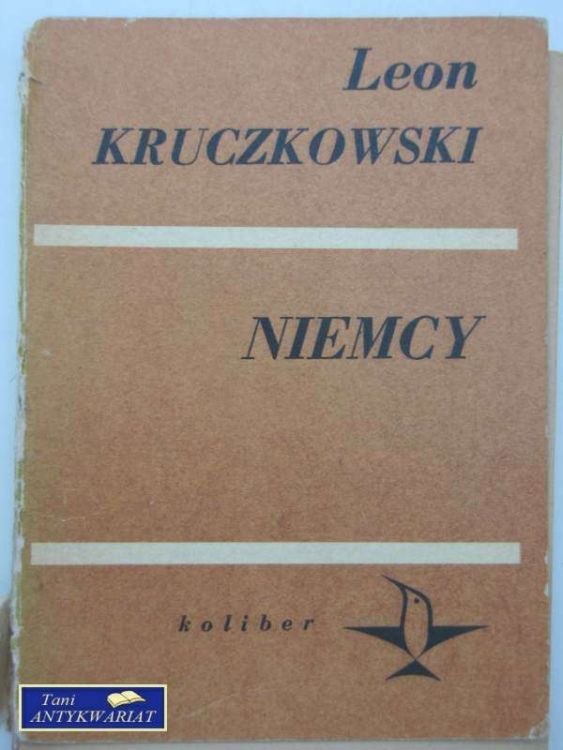 Leon
KRUCZKOWSKI
NIEMCY
koliber
Tani
ANTYKWARIAT